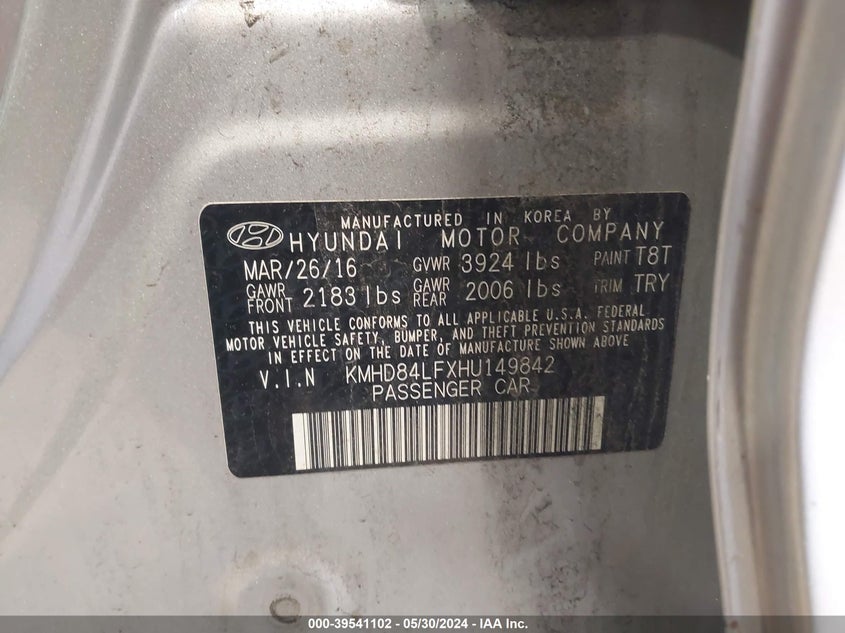 MANUFACTURED IN KOREA BY
HYUNDAI MOTOR COMPANY
MAR/26/16 GVWR 3924 lbs PAINT T8T
GAWR FRONT 2183 lbs GAWR REAR 2006 lbs TRIM TRY
THIS VEHICLE CONFORMS TO ALL APPLICABLE U.S.A. FEDERAL
MOTOR VEHICLE SAFETY, BUMPER, AND THEFT PREVENTION STANDARDS
IN EFFECT ON THE DATE OF MANUFACTURE SHOWN ABOVE
V.I.N KMHD84LFXHU149842
PASSENGER CAR
000-39541102 - 05/30/2024 - IAA Inc.